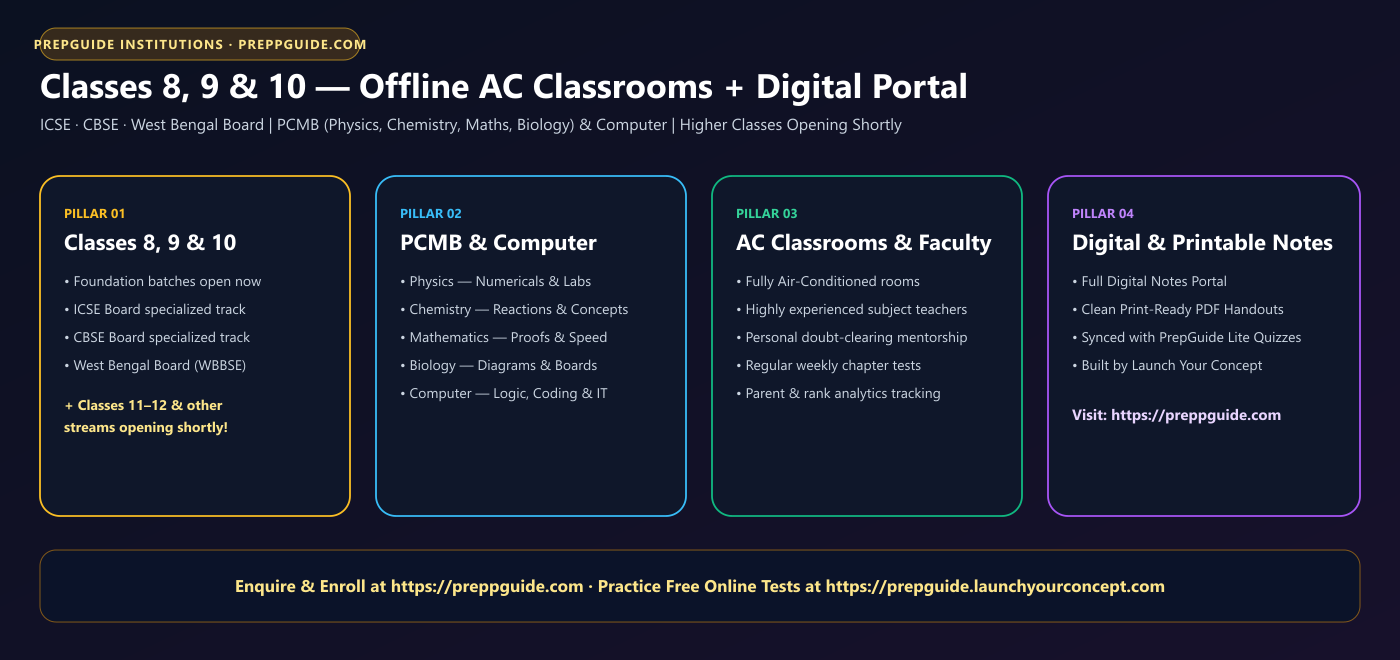 PREPGUIDE INSTITUTIONS · PREPPGUIDE.COM
Classes 8, 9 & 10 — Offline AC Classrooms + Digital Portal
ICSE · CBSE · West Bengal Board | PCMB (Physics, Chemistry, Maths, Biology) & Computer | Higher Classes Opening Shortly
PILLAR 01
Classes 8, 9 & 10
• Foundation batches open now
• ICSE Board specialized track
• CBSE Board specialized track
• West Bengal Board (WBBSE)
+ Classes 11–12 & other
streams opening shortly!
PILLAR 02
PCMB & Computer
• Physics — Numericals & Labs
• Chemistry — Reactions & Concepts
• Mathematics — Proofs & Speed
• Biology — Diagrams & Boards
• Computer — Logic, Coding & IT
PILLAR 03
AC Classrooms & Faculty
• Fully Air-Conditioned rooms
• Highly experienced subject teachers
• Personal doubt-clearing mentorship
• Regular weekly chapter tests
• Parent & rank analytics tracking
PILLAR 04
Digital & Printable Notes
• Full Digital Notes Portal
• Clean Print-Ready PDF Handouts
• Synced with PrepGuide Lite Quizzes
• Built by Launch Your Concept
Visit: https://preppguide.com
Enquire & Enroll at https://preppguide.com · Practice Free Online Tests at https://prepguide.launchyourconcept.com